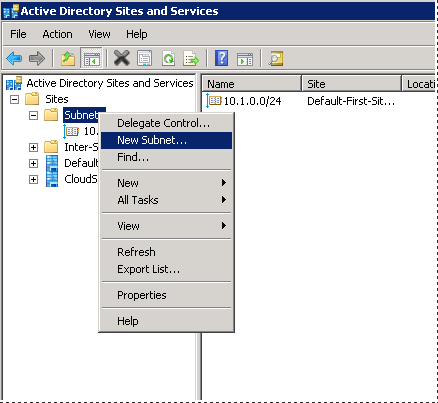 Active Directory Sites and Services
File Action View Help
Active Directory Sites and Services
Sites
Subnet
10.
Inter-S
Default
CloudS
Name Site Locati
10.1.0.0/24 Default-First-Sit...
Delegate Control...
New Subnet...
Find...
New
All Tasks
View
Refresh
Export List...
Properties
Help